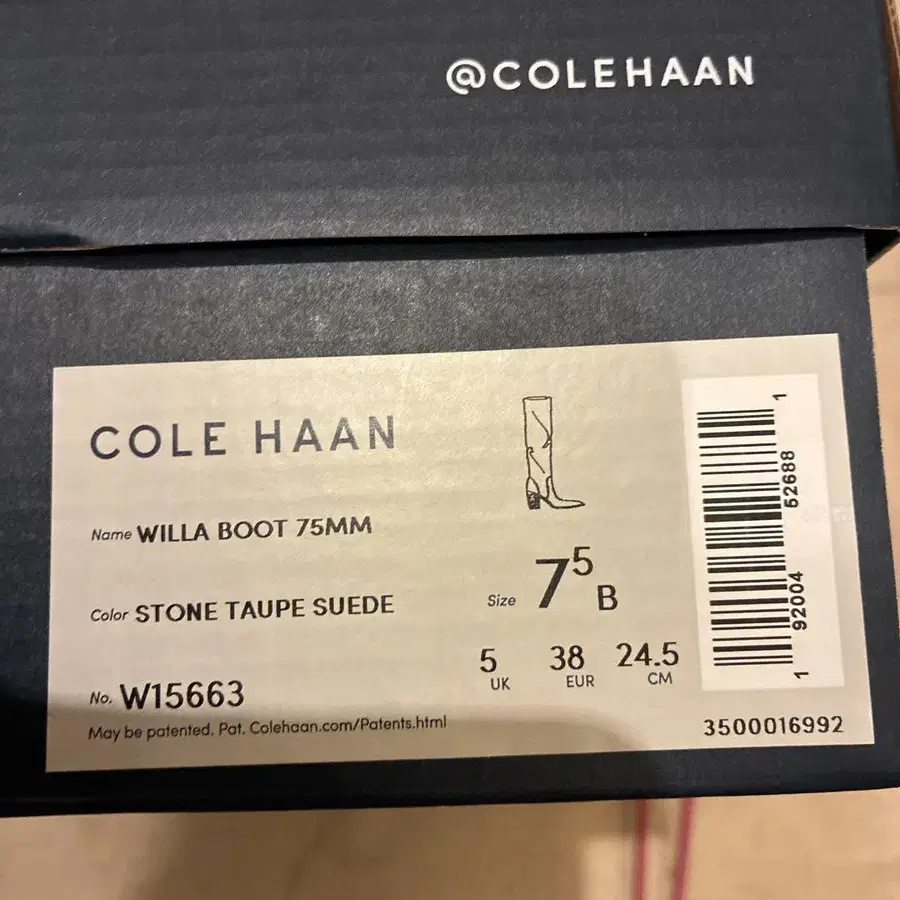 @COLEHAAN
COLE HAAN
Name WILLA BOOT 75MM
Color STONE TAUPE SUEDE
No. W15663
May be patented. Pat. Colehaan.com/Patents.html
Size 7⁵ B
5 UK
38 EUR
24.5 CM
1 92004 52688 1
3500016992